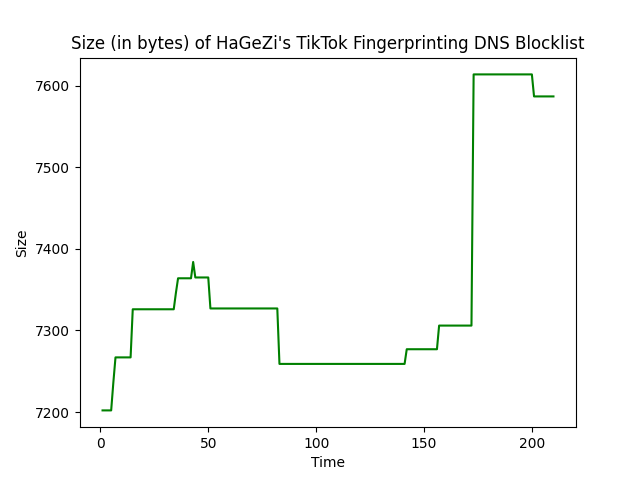 Size (in bytes) of HaGeZi's TikTok Fingerprinting DNS Blocklist
7600
7500
7400
7300
7200
Size
0 50 100 150 200
Time